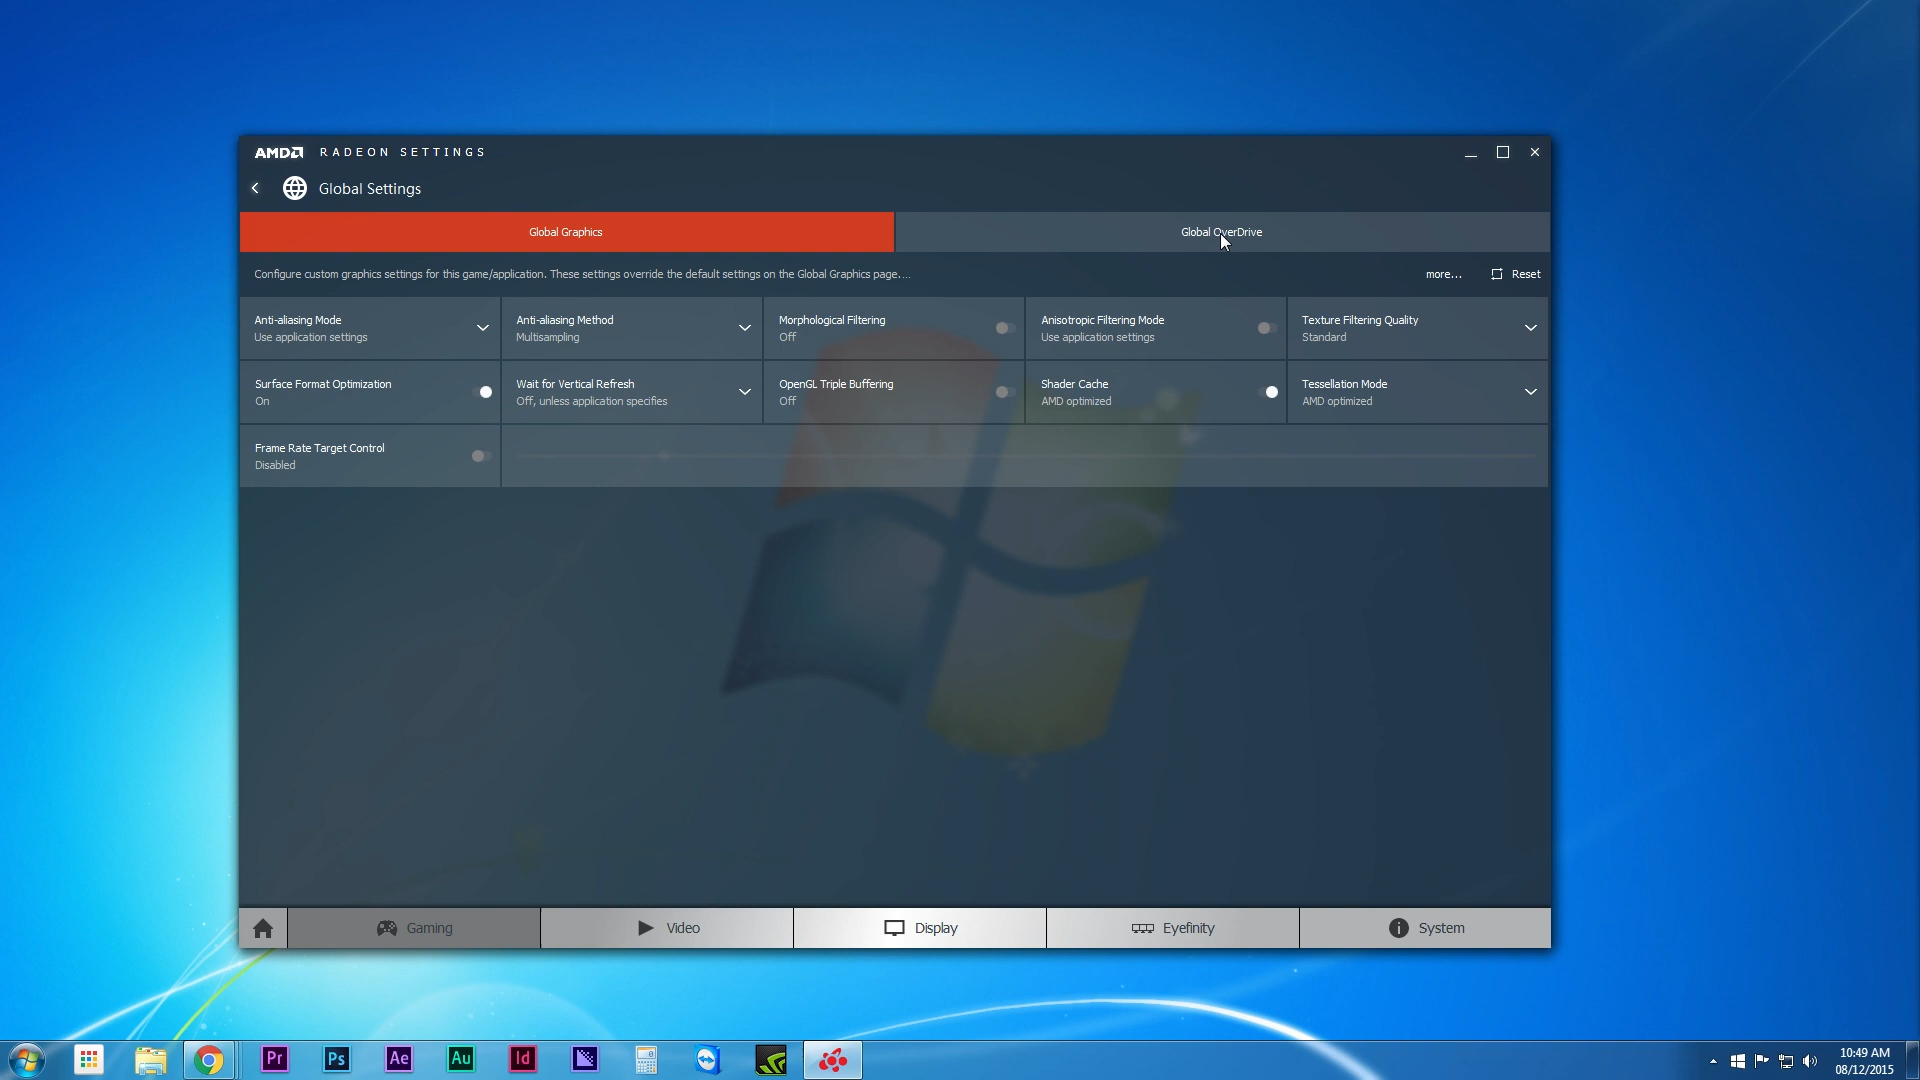 AMD RADEON SETTINGS
Global Settings
Global Graphics
Global OverDrive
Configure custom graphics settings for this game/application. These settings override the default settings on the Global Graphics page....
more...
Reset
Anti-aliasing Mode
Use application settings
Anti-aliasing Method
Multisampling
Morphological Filtering
Off
Anisotropic Filtering Mode
Use application settings
Texture Filtering Quality
Standard
Surface Format Optimization
On
Wait for Vertical Refresh
Off, unless application specifies
OpenGL Triple Buffering
Off
Shader Cache
AMD optimized
Tessellation Mode
AMD optimized
Frame Rate Target Control
Disabled
Gaming
Video
Display
Eyefinity
System
Pr
Ps
Ae
Au
Id
10:49 AM
08/12/2015